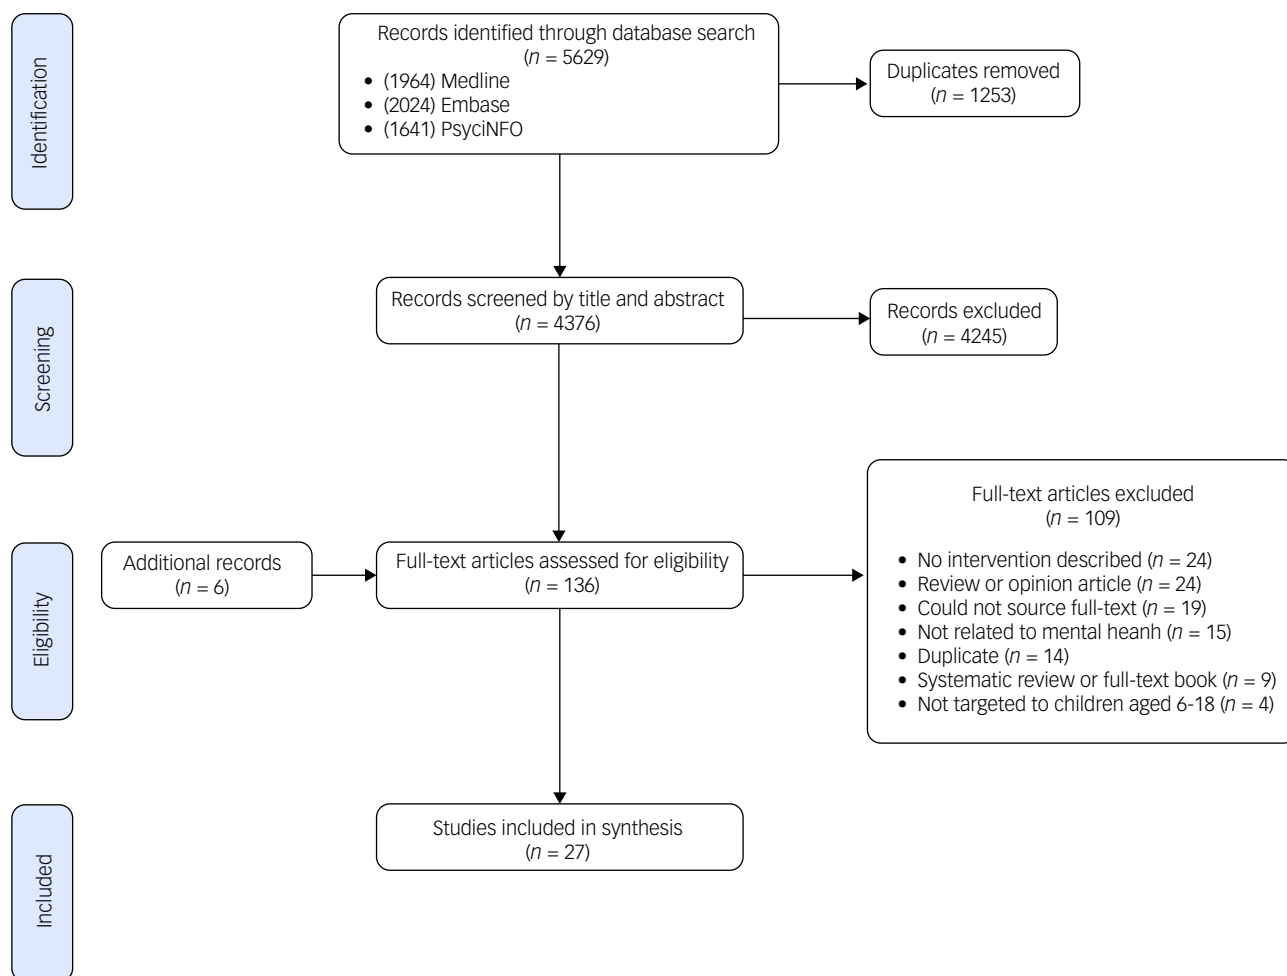 Identification
Records identified through database search
(n = 5629)
• (1964) Medline
• (2024) Embase
• (1641) PsyciNFO
Duplicates removed
(n = 1253)
Screening
Records screened by title and abstract
(n = 4376)
Records excluded
(n = 4245)
Eligibility
Additional records
(n = 6)
Full-text articles assessed for eligibility
(n = 136)
Full-text articles excluded
(n = 109)
• No intervention described (n = 24)
• Review or opinion article (n = 24)
• Could not source full-text (n = 19)
• Not related to mental heanh (n = 15)
• Duplicate (n = 14)
• Systematic review or full-text book (n = 9)
• Not targeted to children aged 6-18 (n = 4)
Included
Studies included in synthesis
(n = 27)